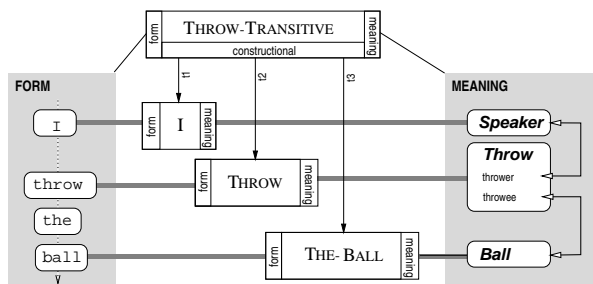 THROW-TRANSITIVE
form
meaning
constructional
t1
t2
t3
FORM
MEANING
I
form
I
meaning
Speaker
Throw
throw
form
THROW
meaning
thrower
throwee
the
ball
form
THE-BALL
meaning
Ball